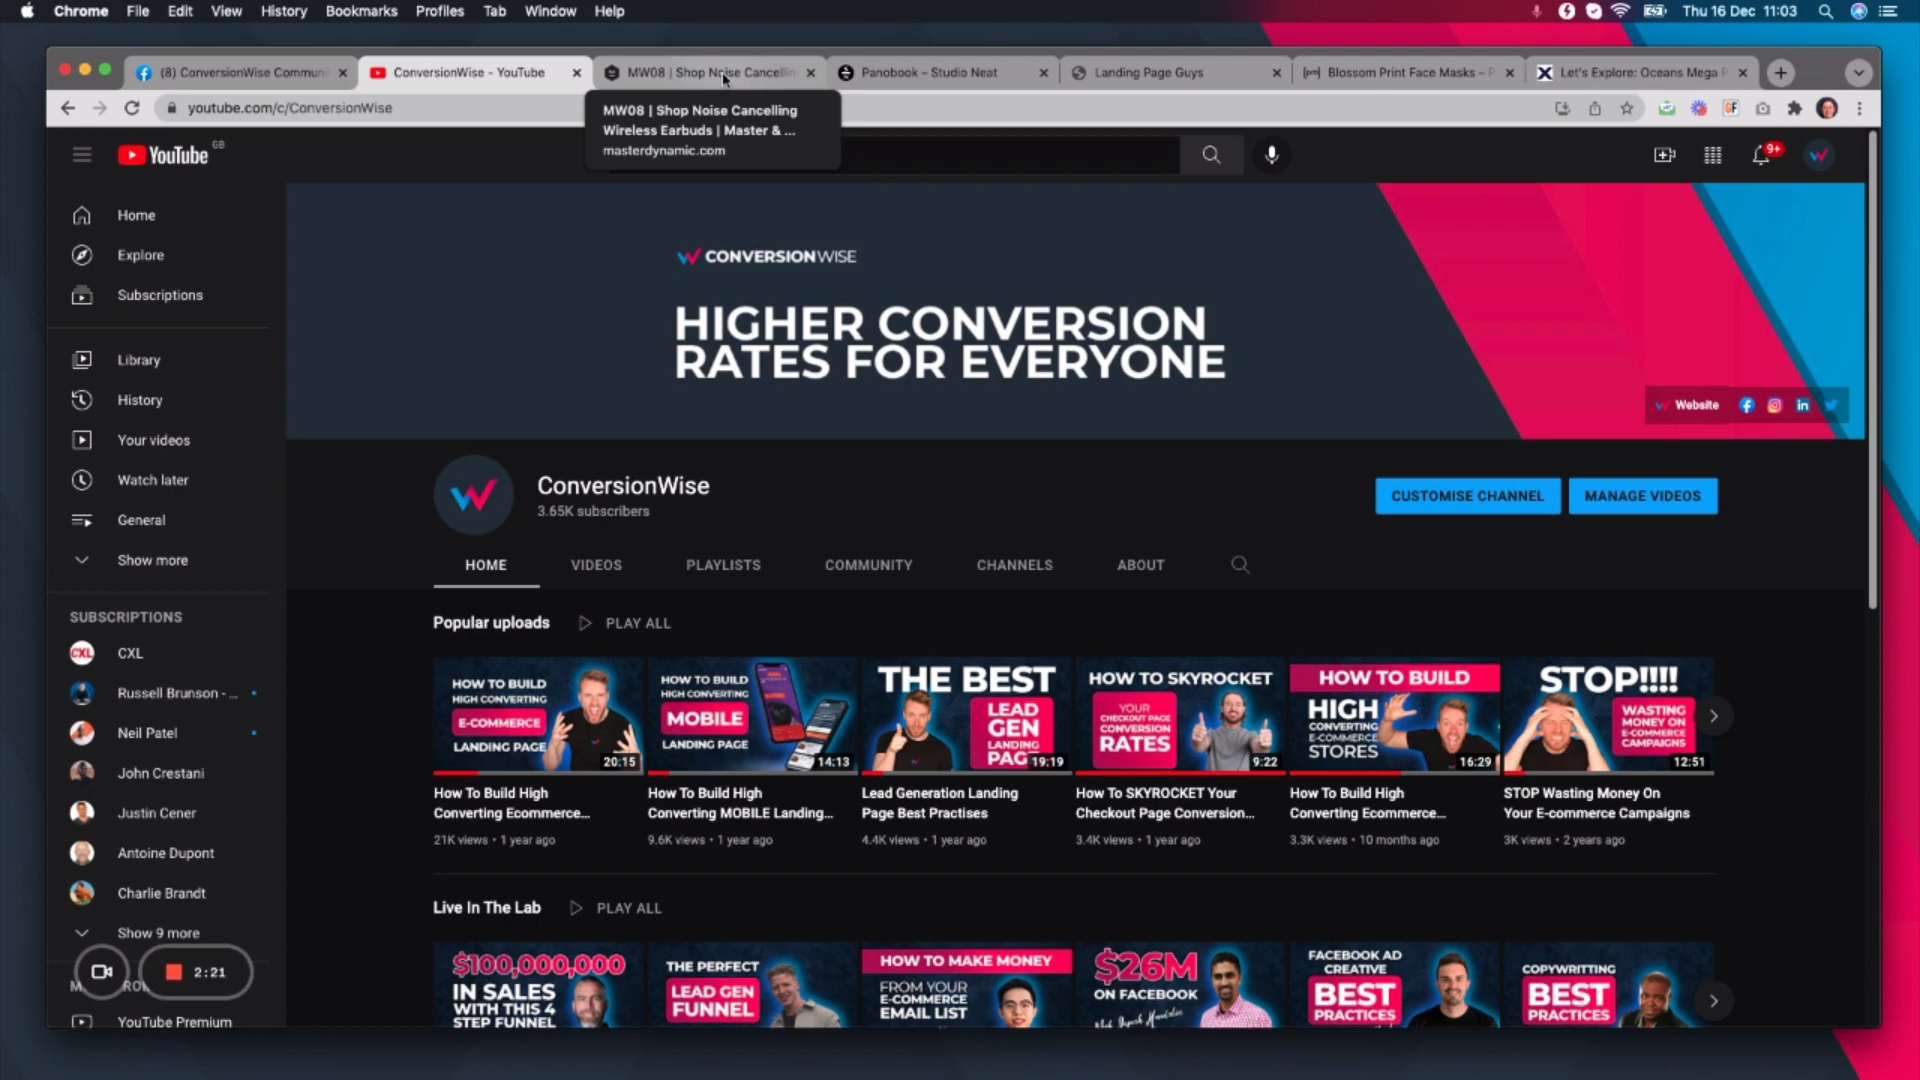 Chrome File Edit View History Bookmarks Profiles Tab Window Help
Thu 16 Dec 11:03
(8) ConversionWise Communi
ConversionWise - YouTube
MW08 | Shop Noise Cancellin
Panobook – Studio Neat
Landing Page Guys
Blossom Print Face Masks – P
Let's Explore: Oceans Mega P
youtube.com/c/ConversionWise
MW08 | Shop Noise Cancelling
Wireless Earbuds | Master & ...
masterdynamic.com
YouTube GB
9+
Home
Explore
Subscriptions
Library
History
Your videos
Watch later
General
Show more
SUBSCRIPTIONS
CXL
CXL
Russell Brunson - ...
Neil Patel
John Crestani
Justin Cener
Antoine Dupont
Charlie Brandt
Show 9 more
2:21
YouTube Premium
CONVERSIONWISE
HIGHER CONVERSION
RATES FOR EVERYONE
Website
ConversionWise
3.65K subscribers
CUSTOMISE CHANNEL
MANAGE VIDEOS
HOME VIDEOS PLAYLISTS COMMUNITY CHANNELS ABOUT
Popular uploads
PLAY ALL
HOW TO BUILD
HIGH CONVERTING
E-COMMERCE
LANDING PAGE
20:15
How To Build High
Converting Ecommerce...
21K views • 1 year ago
HOW TO BUILD
HIGH CONVERTING
MOBILE
LANDING PAGE
14:13
How To Build High
Converting MOBILE Landing...
9.6K views • 1 year ago
THE BEST
LEAD
GEN
LANDING
PAG
19:19
Lead Generation Landing
Page Best Practises
4.4K views • 1 year ago
HOW TO SKYROCKET
YOUR
CHECKOUT PAGE
CONVERSION
RATES
9:22
How To SKYROCKET Your
Checkout Page Conversion...
3.4K views • 1 year ago
HOW TO BUILD
HIGH
CONVERTING
E-COMMERCE
STORES
16:29
How To Build High
Converting Ecommerce...
3.3K views • 10 months ago
STOP!!!!
WASTING
MONEY ON
E-COMMERCE
CAMPAIGNS
12:51
STOP Wasting Money On
Your E-commerce Campaigns
3K views • 2 years ago
Live In The Lab
PLAY ALL
$100,000,000
IN SALES
WITH THIS 4
STEP FUNNEL
THE PERFECT
LEAD GEN
FUNNEL
HOW TO MAKE MONEY
FROM YOUR
E-COMMERCE
EMAIL LIST
$26M
ON FACEBOOK
FACEBOOK AD
CREATIVE
BEST
PRACTICES
COPYWRITTING
BEST
PRACTICES